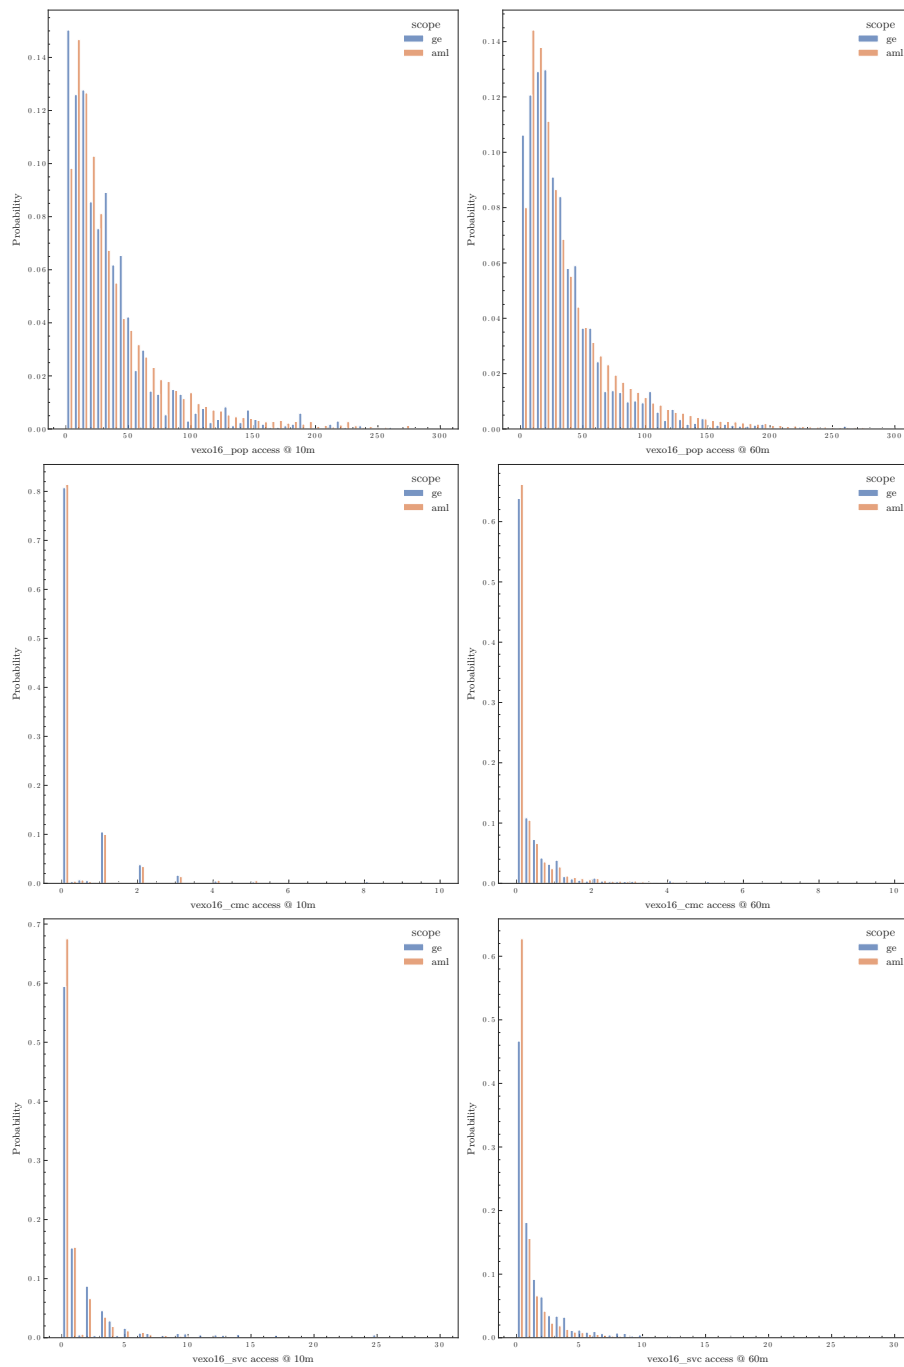 scope
ge
aml
0.14
0.12
0.10
0.08
0.06
0.04
0.02
0.00
Probability
0 50 100 150 200 250 300
vexo16_pop access @ 10m
scope
ge
aml
0.14
0.12
0.10
0.08
0.06
0.04
0.02
0.00
Probability
0 50 100 150 200 250 300
vexo16_pop access @ 60m
scope
ge
aml
0.8
0.7
0.6
0.5
0.4
0.3
0.2
0.1
0.0
Probability
0 2 4 6 8 10
vexo16_cmc access @ 10m
scope
ge
aml
0.6
0.5
0.4
0.3
0.2
0.1
0.0
Probability
0 2 4 6 8 10
vexo16_cmc access @ 60m
scope
ge
aml
0.7
0.6
0.5
0.4
0.3
0.2
0.1
0.0
Probability
0 5 10 15 20 25 30
vexo16_svc access @ 10m
scope
ge
aml
0.6
0.5
0.4
0.3
0.2
0.1
0.0
Probability
0 5 10 15 20 25 30
vexo16_svc access @ 60m